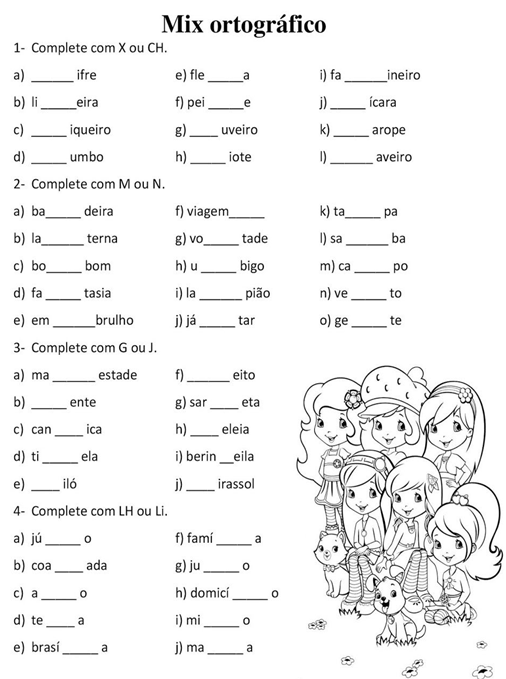 Mix ortográfico
1- Complete com X ou CH.
a) ______ ifre e) fle _____a i) fa ______ineiro
b) li _____eira f) pei _____e j) _____ ícara
c) _____ iqueiro g) ____ uveiro k) _____ arope
d) _____ umbo h) ____ iote l) ______ aveiro
2- Complete com M ou N.
a) ba_____ deira f) viagem_____ k) ta_____ pa
b) la______ terna g) vo_____ tade l) sa ______ ba
c) bo_____ bom h) u _____ bigo m) ca _____ po
d) fa _____ tasia i) la ______ pião n) ve _____ to
e) em ______brulho j) já _____ tar o) ge _____ te
3- Complete com G ou J.
a) ma ______ estade f) ______ eito
b) _____ ente g) sar ____ eta
c) can _____ ica h) ____ eleia
d) ti _____ ela i) berin __eila
e) ____ iló j) ____ irassol
4- Complete com LH ou Li.
a) jú _____ o f) famí _____ a
b) coa ____ ada g) ju _____ o
c) a _____ o h) domicí _____ o
d) te ____ a i) mi _____ o
e) brasí _____ a j) ma _____ a